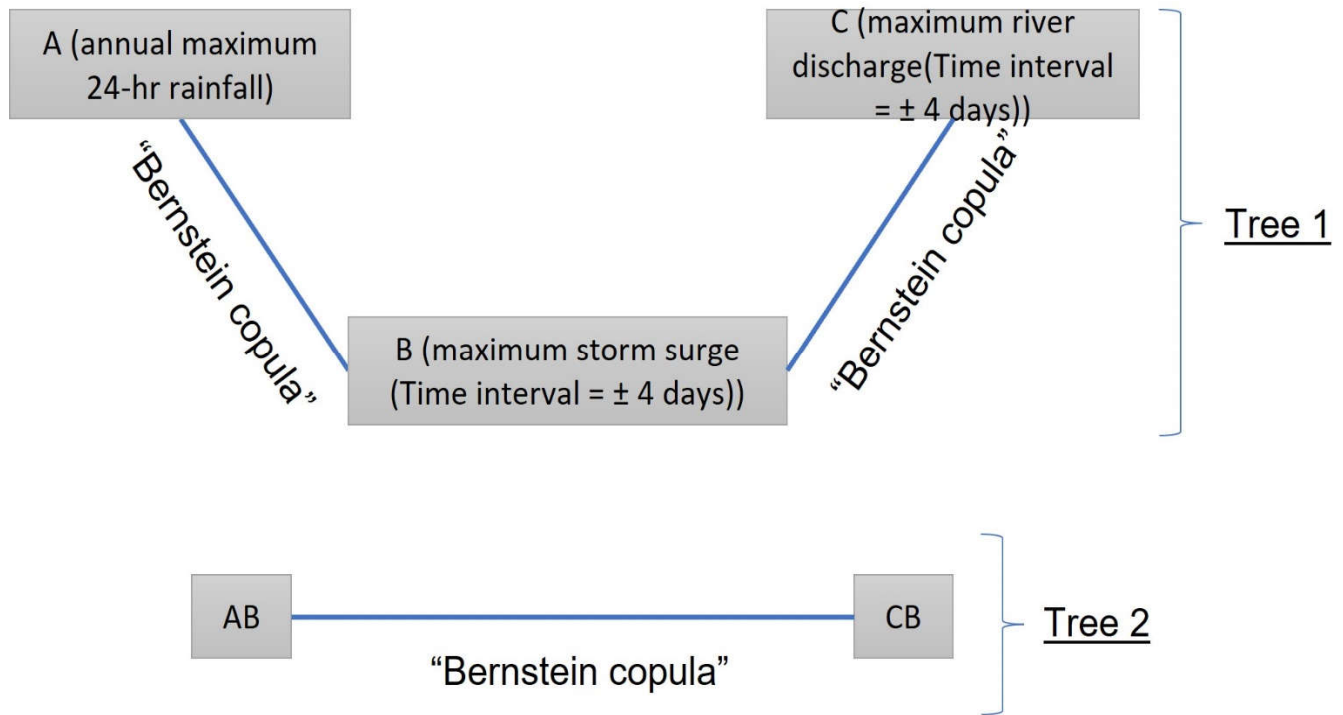 A (annual maximum
24-hr rainfall)
C (maximum river
discharge(Time interval
= ± 4 days))
“Bernstein copula”
“Bernstein copula”
Tree 1
B (maximum storm surge
(Time interval = ± 4 days))
AB
CB
Tree 2
“Bernstein copula”